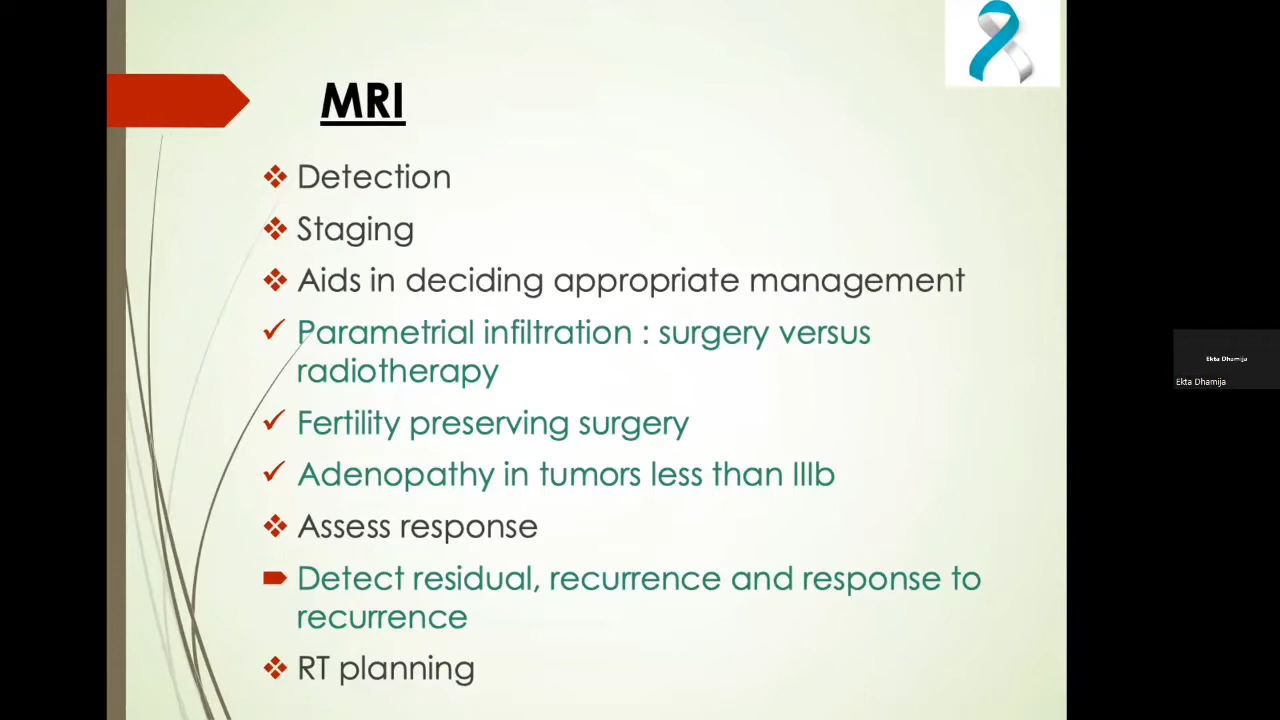 MRI
Detection
Staging
Aids in deciding appropriate management
Parametrial infiltration : surgery versus
radiotherapy
Fertility preserving surgery
Adenopathy in tumors less than IIIb
Assess response
Detect residual, recurrence and response to
recurrence
RT planning
Ekta Dhamija
Ekta Dhamija